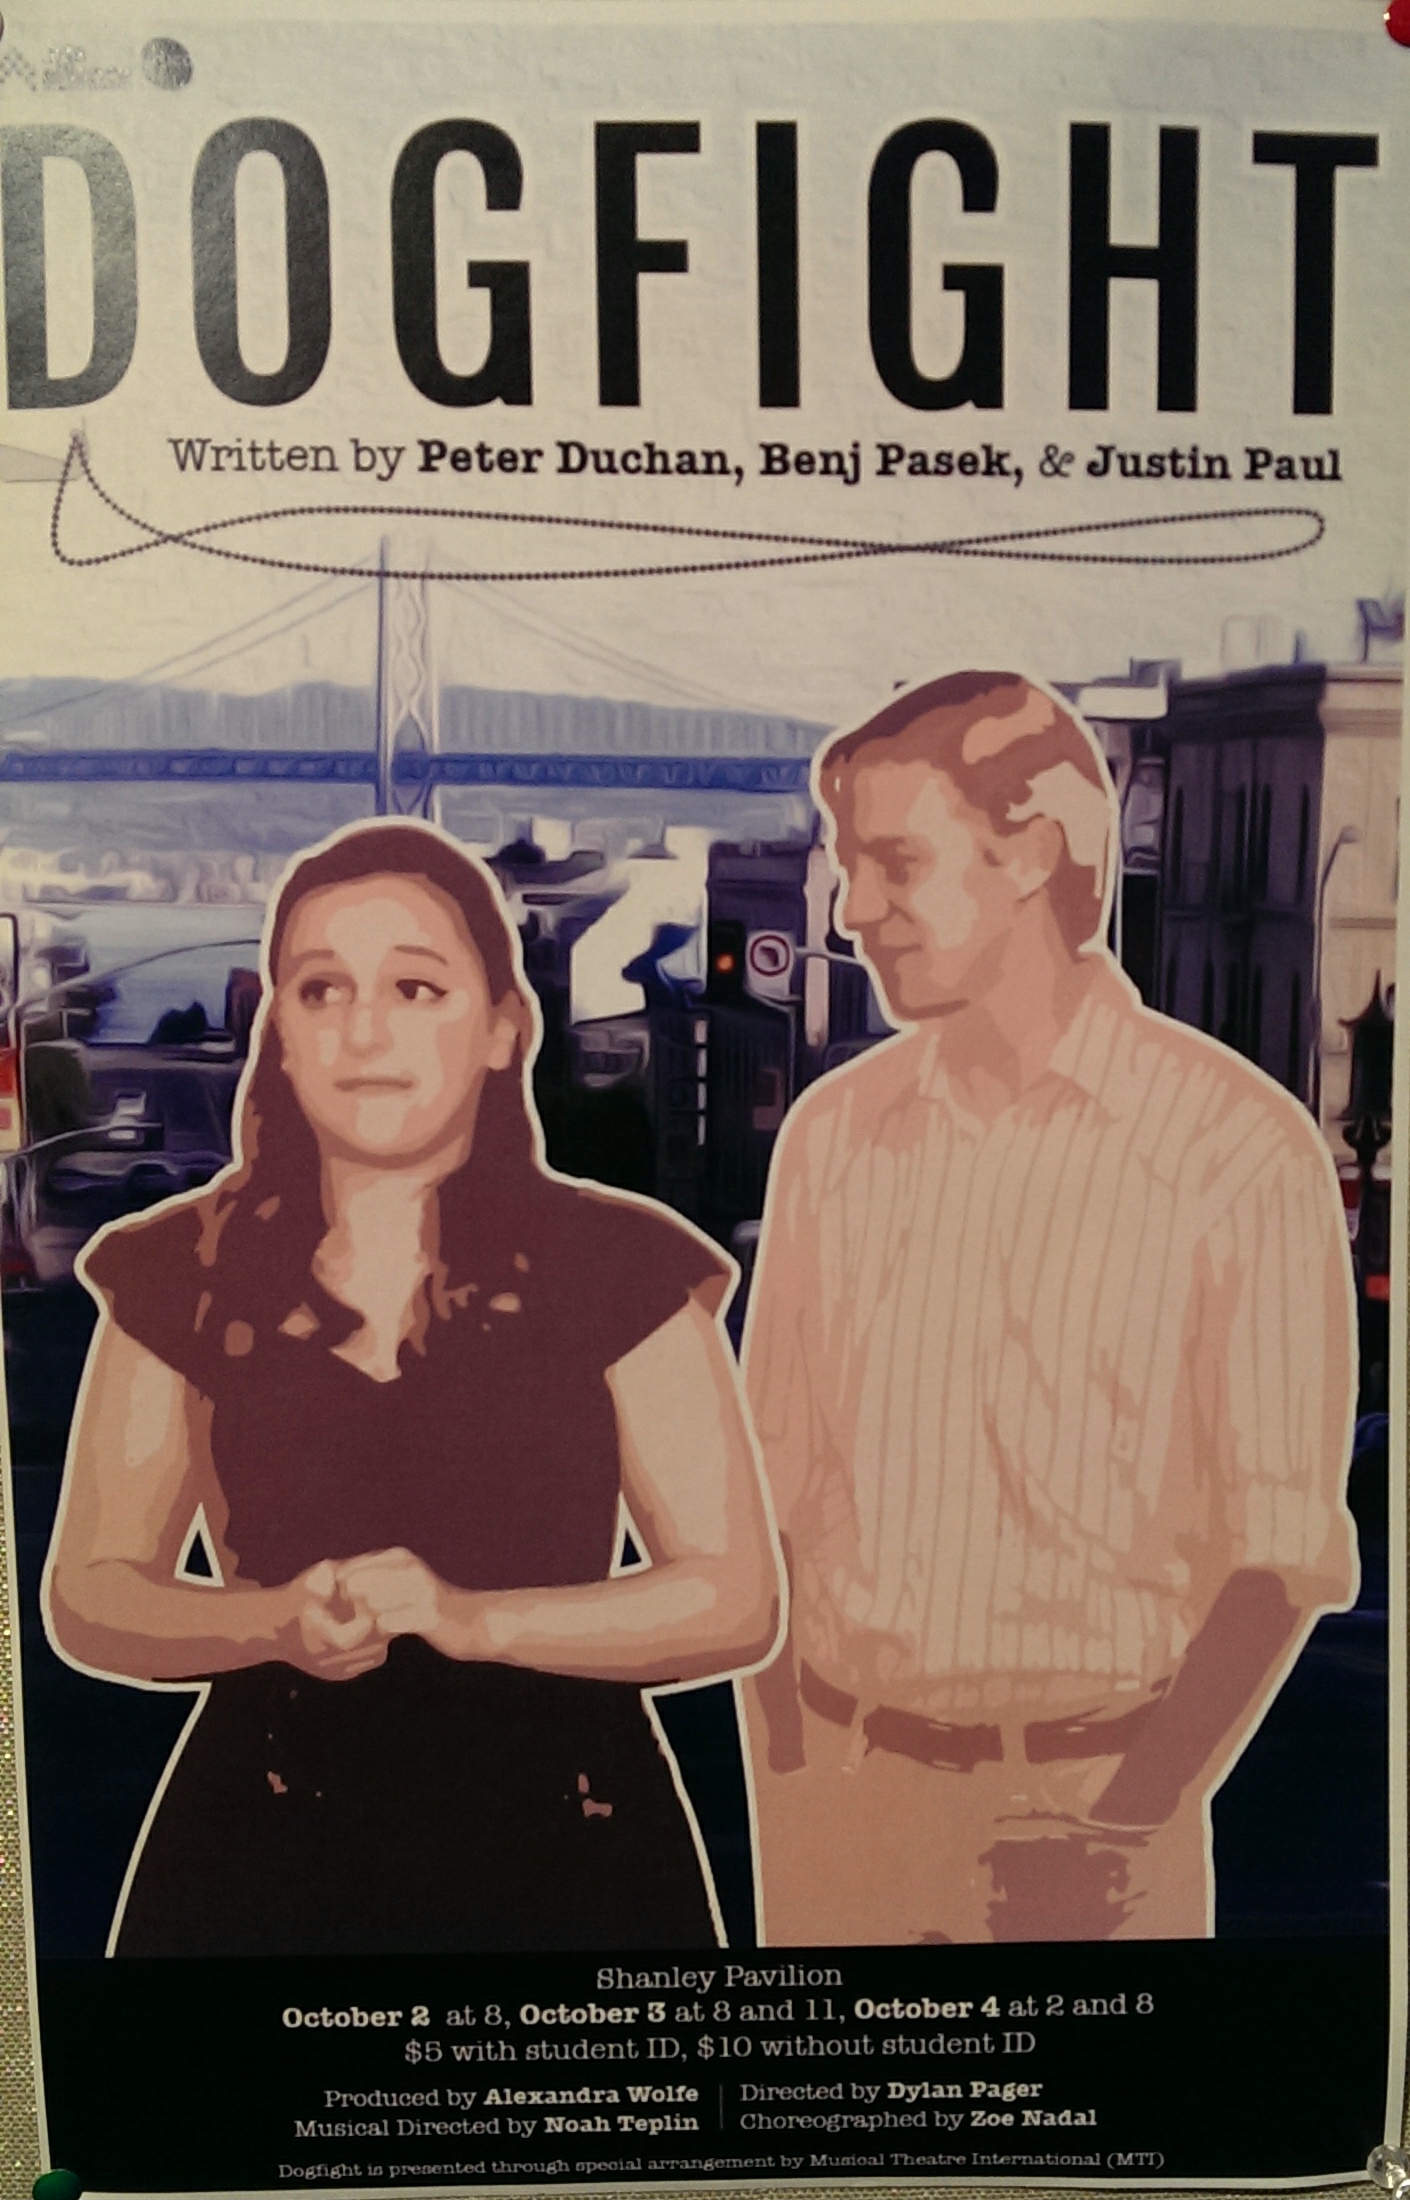 DOGFIGHT
Written by Peter Duchan, Benj Pasek, & Justin Paul
Shanley Pavilion
October 2 at 8, October 3 at 8 and 11, October 4 at 2 and 8
$5 with student ID, $10 without student ID
Produced by Alexandra Wolfe | Directed by Dylan Pager
Musical Directed by Noah Teplin | Choreographed by Zoe Nadal
Dogfight is presented through special arrangement by Musical Theatre International (MTI)